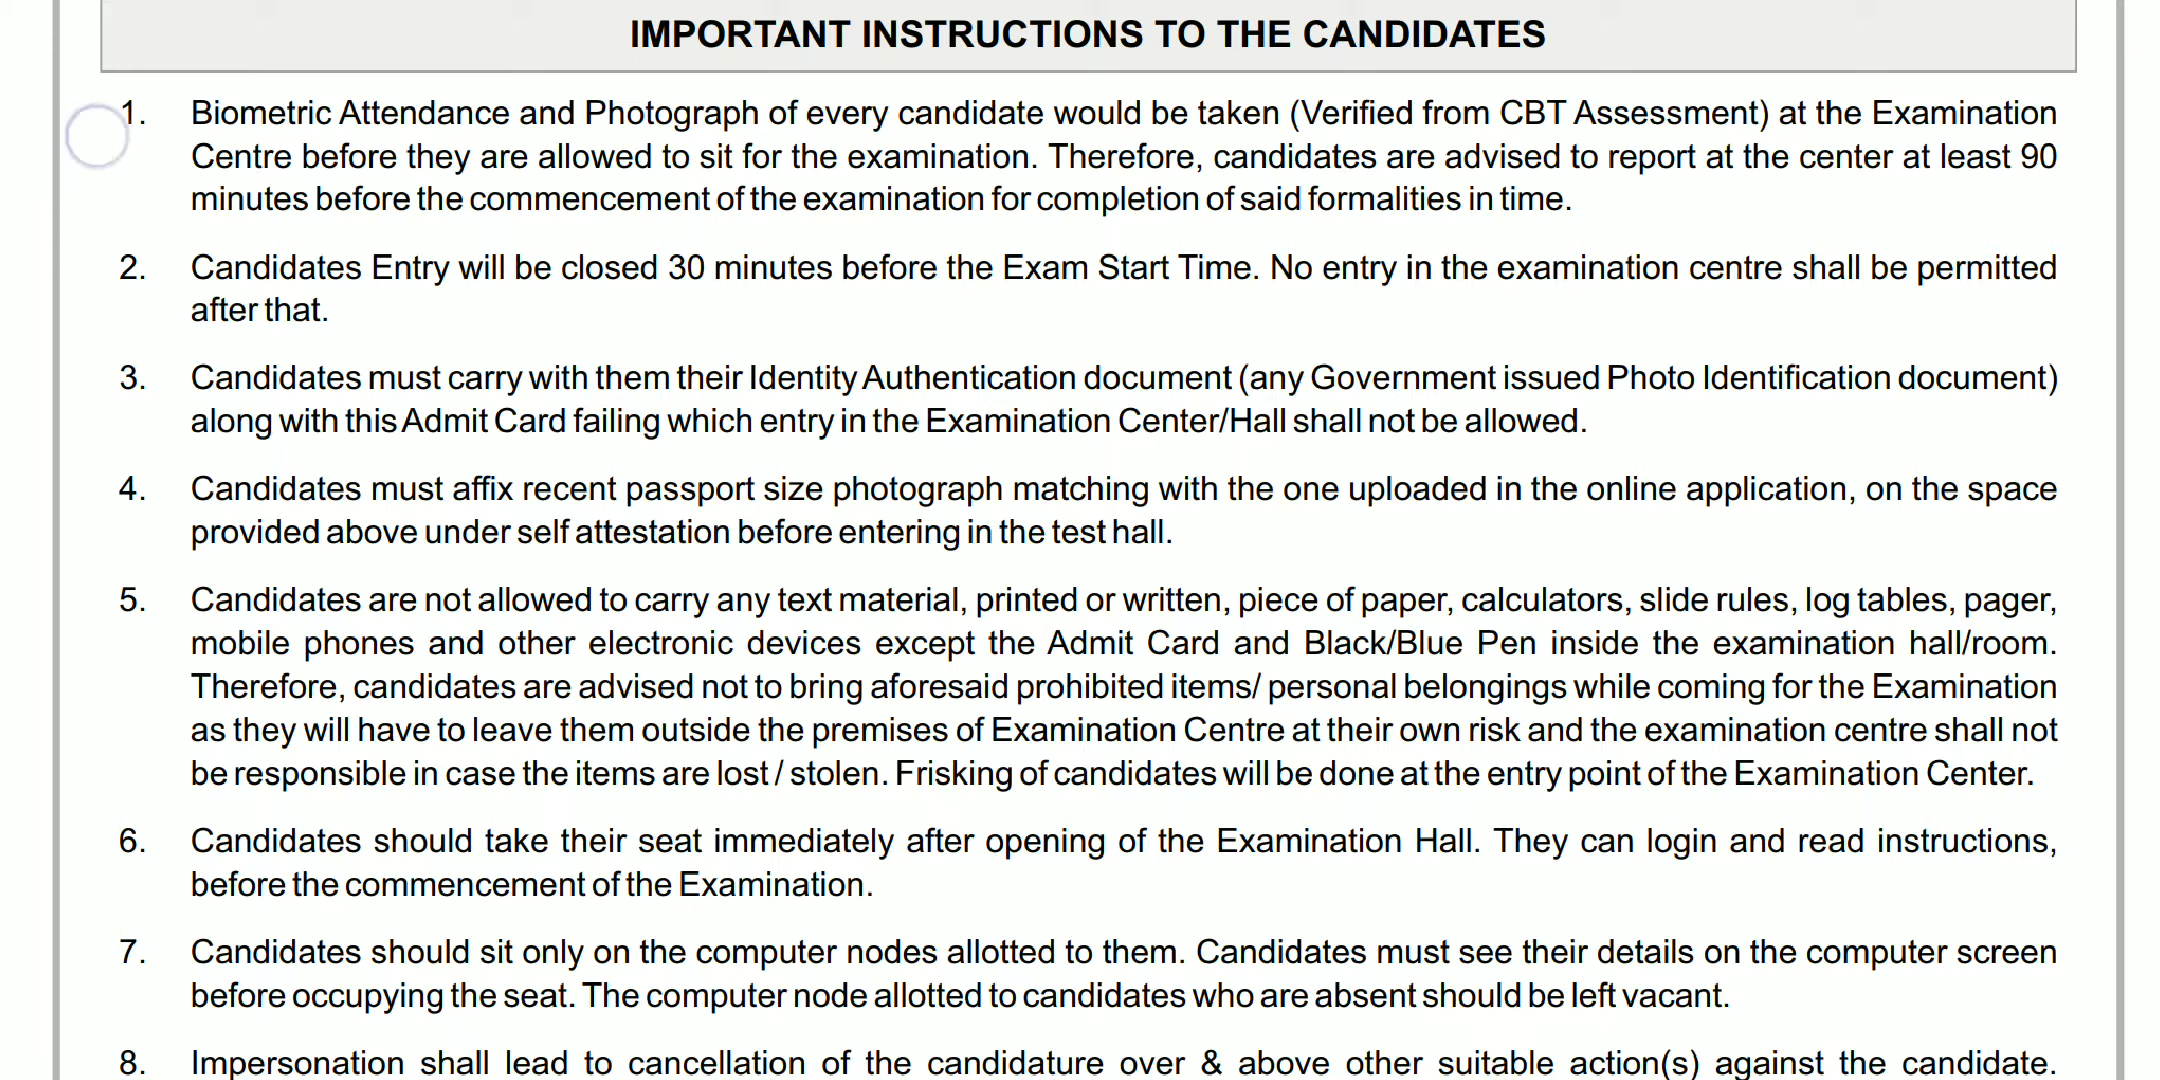 IMPORTANT INSTRUCTIONS TO THE CANDIDATES
1. Biometric Attendance and Photograph of every candidate would be taken (Verified from CBT Assessment) at the Examination
Centre before they are allowed to sit for the examination. Therefore, candidates are advised to report at the center at least 90
minutes before the commencement of the examination for completion of said formalities in time.
2. Candidates Entry will be closed 30 minutes before the Exam Start Time. No entry in the examination centre shall be permitted
after that.
3. Candidates must carry with them their Identity Authentication document (any Government issued Photo Identification document)
along with this Admit Card failing which entry in the Examination Center/Hall shall not be allowed.
4. Candidates must affix recent passport size photograph matching with the one uploaded in the online application, on the space
provided above under self attestation before entering in the test hall.
5. Candidates are not allowed to carry any text material, printed or written, piece of paper, calculators, slide rules, log tables, pager,
mobile phones and other electronic devices except the Admit Card and Black/Blue Pen inside the examination hall/room.
Therefore, candidates are advised not to bring aforesaid prohibited items/ personal belongings while coming for the Examination
as they will have to leave them outside the premises of Examination Centre at their own risk and the examination centre shall not
be responsible in case the items are lost / stolen. Frisking of candidates will be done at the entry point of the Examination Center.
6. Candidates should take their seat immediately after opening of the Examination Hall. They can login and read instructions,
before the commencement of the Examination.
7. Candidates should sit only on the computer nodes allotted to them. Candidates must see their details on the computer screen
before occupying the seat. The computer node allotted to candidates who are absent should be left vacant.
8. Impersonation shall lead to cancellation of the candidature over & above other suitable action(s) against the candidate.